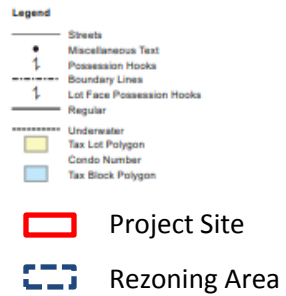 Legend
Streets
Miscellaneous Text
Possession Hooks
Boundary Lines
Lot Face Possession Hooks
Regular
Underwater
Tax Lot Polygon
Condo Number
Tax Block Polygon
Project Site
Rezoning Area